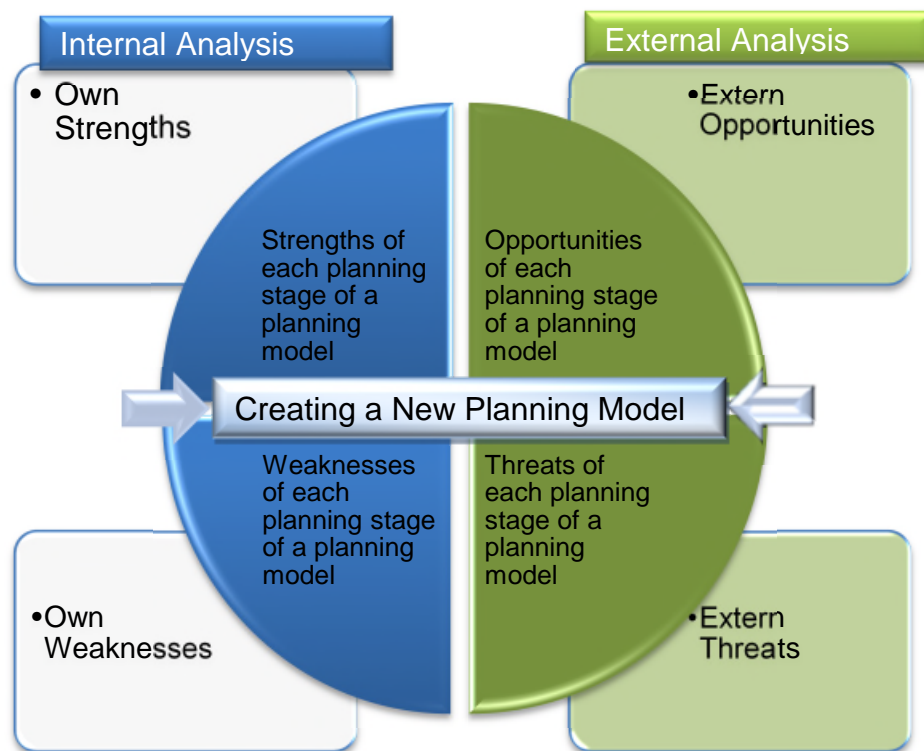 Internal Analysis
External Analysis
• Own
Strengths
•Extern
Opportunities
Strengths of
each planning
stage of a
planning
model
Opportunities
of each
planning stage
of a planning
model
Creating a New Planning Model
Weaknesses
of each
planning stage
of a planning
model
Threats of
each planning
stage of a
planning
model
•Own
Weaknesses
•Extern
Threats